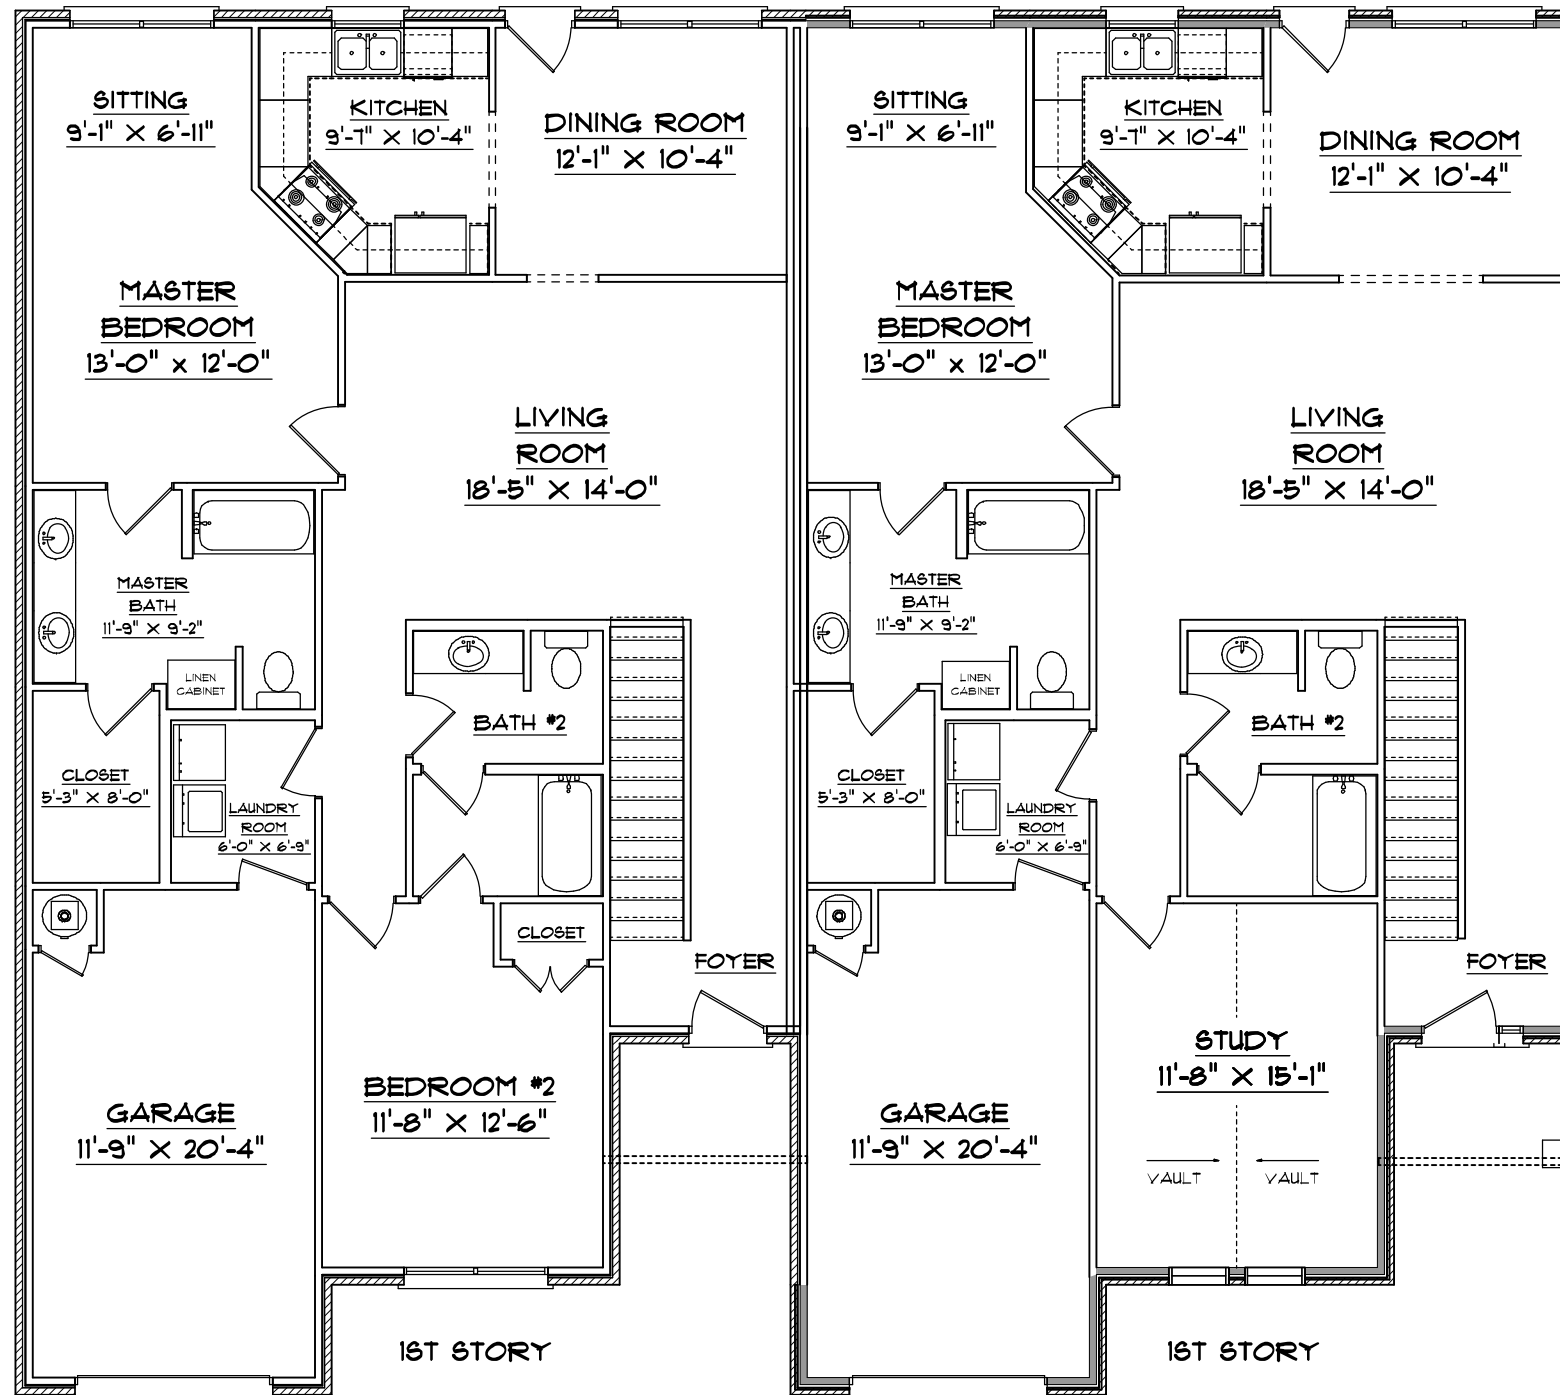 SITTING
9'-1" X 6'-11"
KITCHEN
9'-7" X 10'-4"
DINING ROOM
12'-1" X 10'-4"
MASTER
BEDROOM
13'-0" x 12'-0"
LIVING
ROOM
18'-5" X 14'-0"
MASTER
BATH
11'-9" X 9'-2"
LINEN
CABINET
BATH #2
CLOSET
5'-3" X 8'-0"
LAUNDRY
ROOM
6'-0" X 6'-9"
CLOSET
FOYER
BEDROOM #2
11'-8" X 12'-6"
GARAGE
11'-9" X 20'-4"
1ST STORY
SITTING
9'-1" X 6'-11"
KITCHEN
9'-7" X 10'-4"
DINING ROOM
12'-1" X 10'-4"
MASTER
BEDROOM
13'-0" x 12'-0"
LIVING
ROOM
18'-5" X 14'-0"
MASTER
BATH
11'-9" X 9'-2"
LINEN
CABINET
BATH #2
CLOSET
5'-3" X 8'-0"
LAUNDRY
ROOM
6'-0" X 6'-9"
FOYER
STUDY
11'-8" X 15'-1"
GARAGE
11'-9" X 20'-4"
VAULT VAULT
1ST STORY